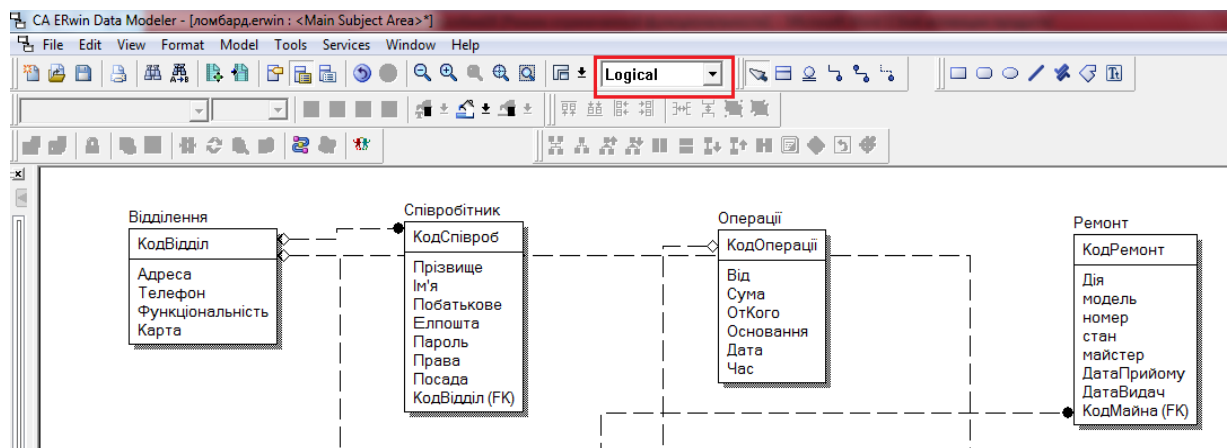 CA ERwin Data Modeler - [ломбард.erwin : <Main Subject Area>*]
File Edit View Format Model Tools Services Window Help
Logical
Відділення
КодВідділ
Адреса
Телефон
Функціональність
Карта
Співробітник
КодСпівроб
Прізвище
Ім'я
Побатькове
Елпошта
Пароль
Права
Посада
КодВідділ (FK)
Операції
КодОперації
Від
Сума
ОтКого
Основання
Дата
Час
Ремонт
КодРемонт
Дія
модель
номер
стан
майстер
ДатаПрийому
ДатаВидач
КодМайна (FK)